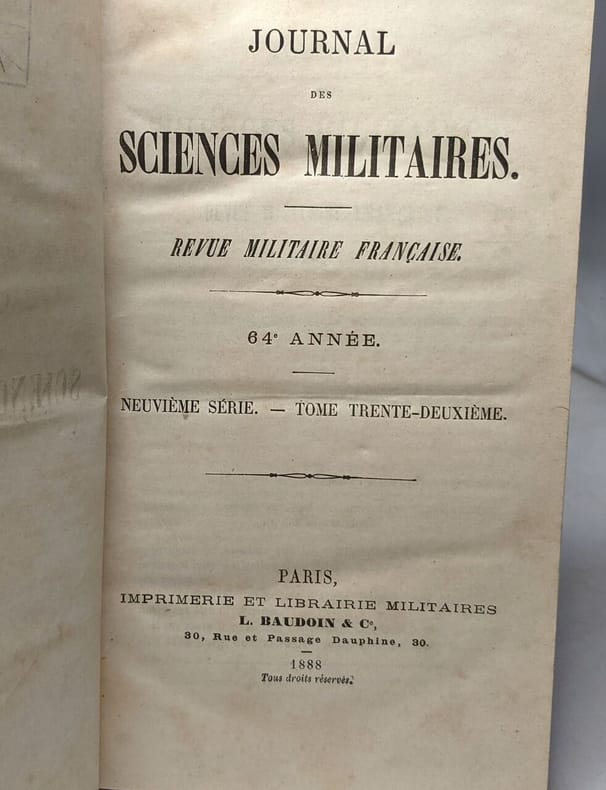 JOURNAL
DES
SCIENCES MILITAIRES.
REVUE MILITAIRE FRANÇAISE.
64e ANNÉE.
NEUVIÈME SÉRIE. — TOME TRENTE-DEUXIÈME.
PARIS,
IMPRIMERIE ET LIBRAIRIE MILITAIRES
L. BAUDOIN & Ce,
30, Rue et Passage Dauphine, 30.
1888
Tous droits réservés.